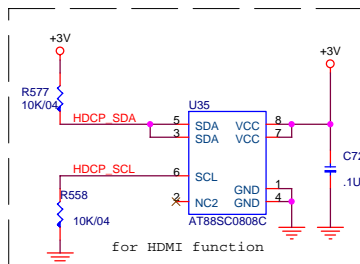 +3V
+3V
R577
10K/04
U35
HDCP_SDA
5
SDA
VCC
8
3
SDA
VCC
7
HDCP_SCL
6
SCL
C72
.1U
R558
GND
1
2
NC2
GND
4
10K/04
AT88SC0808C
for HDMI function